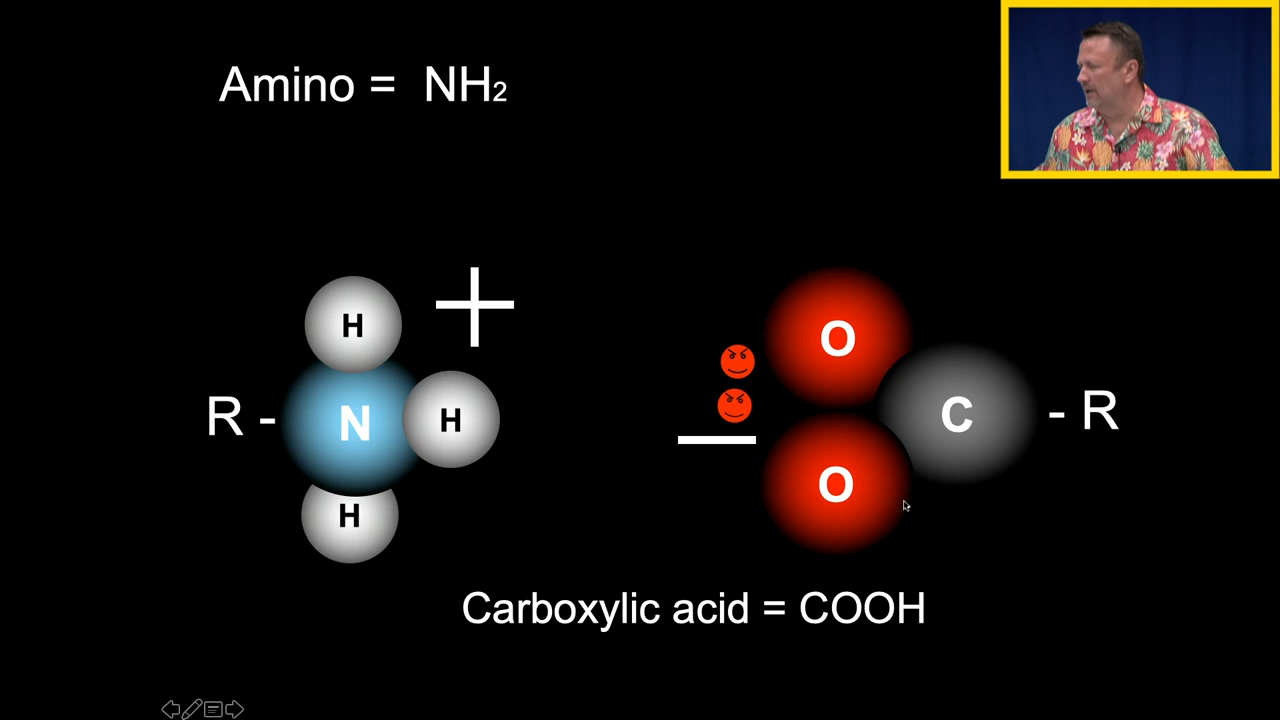 Amino = NH₂
H
O
R - N H
C - R
H
O
Carboxylic acid = COOH